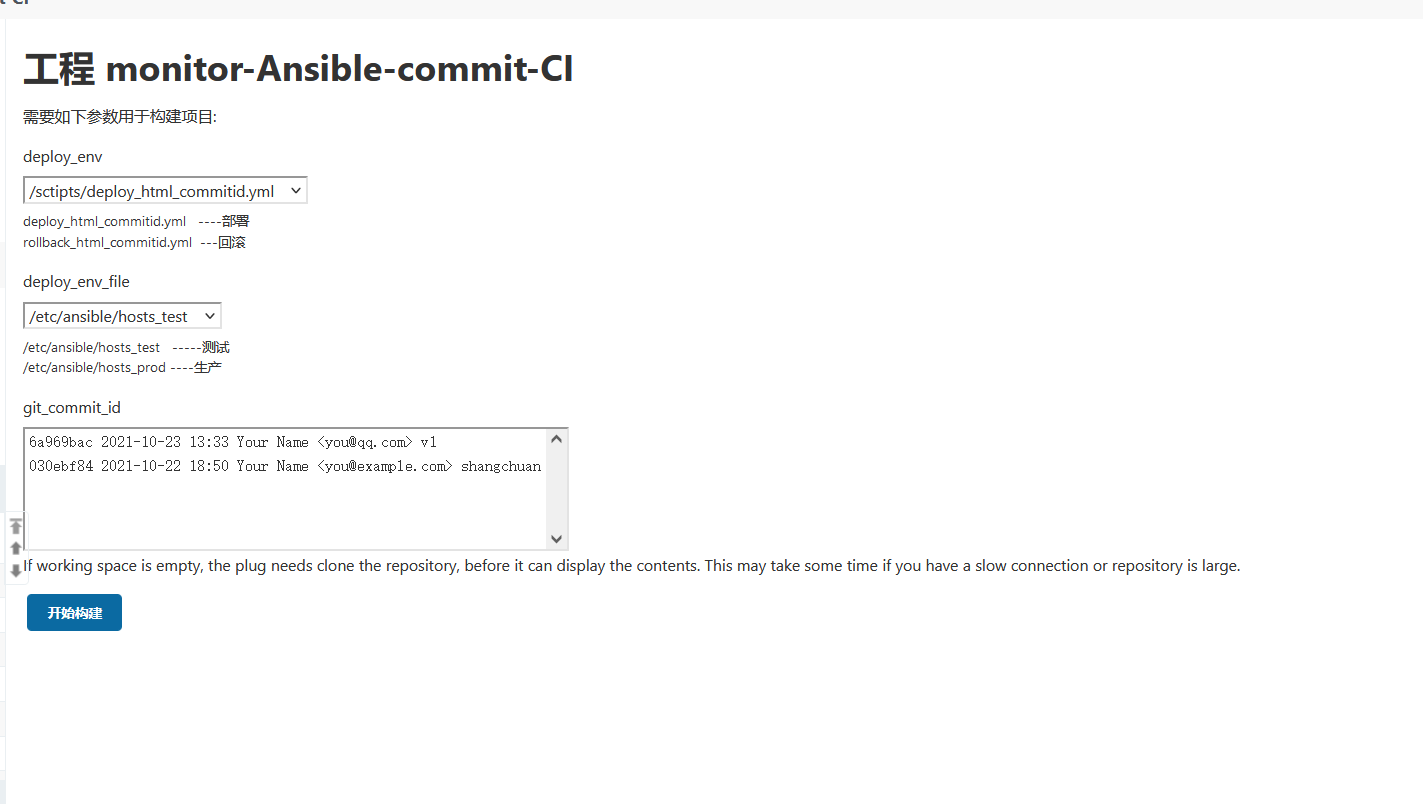 工程 monitor-Ansible-commit-CI
需要如下参数用于构建项目:
deploy_env
/sctipts/deploy_html_commitid.yml
deploy_html_commitid.yml ----部署
rollback_html_commitid.yml ---回滚
deploy_env_file
/etc/ansible/hosts_test
/etc/ansible/hosts_test -----测试
/etc/ansible/hosts_prod ----生产
git_commit_id
6a969bac 2021-10-23 13:33 Your Name <you@qq.com> v1
030ebf84 2021-10-22 18:50 Your Name <you@example.com> shangchuan
If working space is empty, the plug needs clone the repository, before it can display the contents. This may take some time if you have a slow connection or repository is large.
开始构建